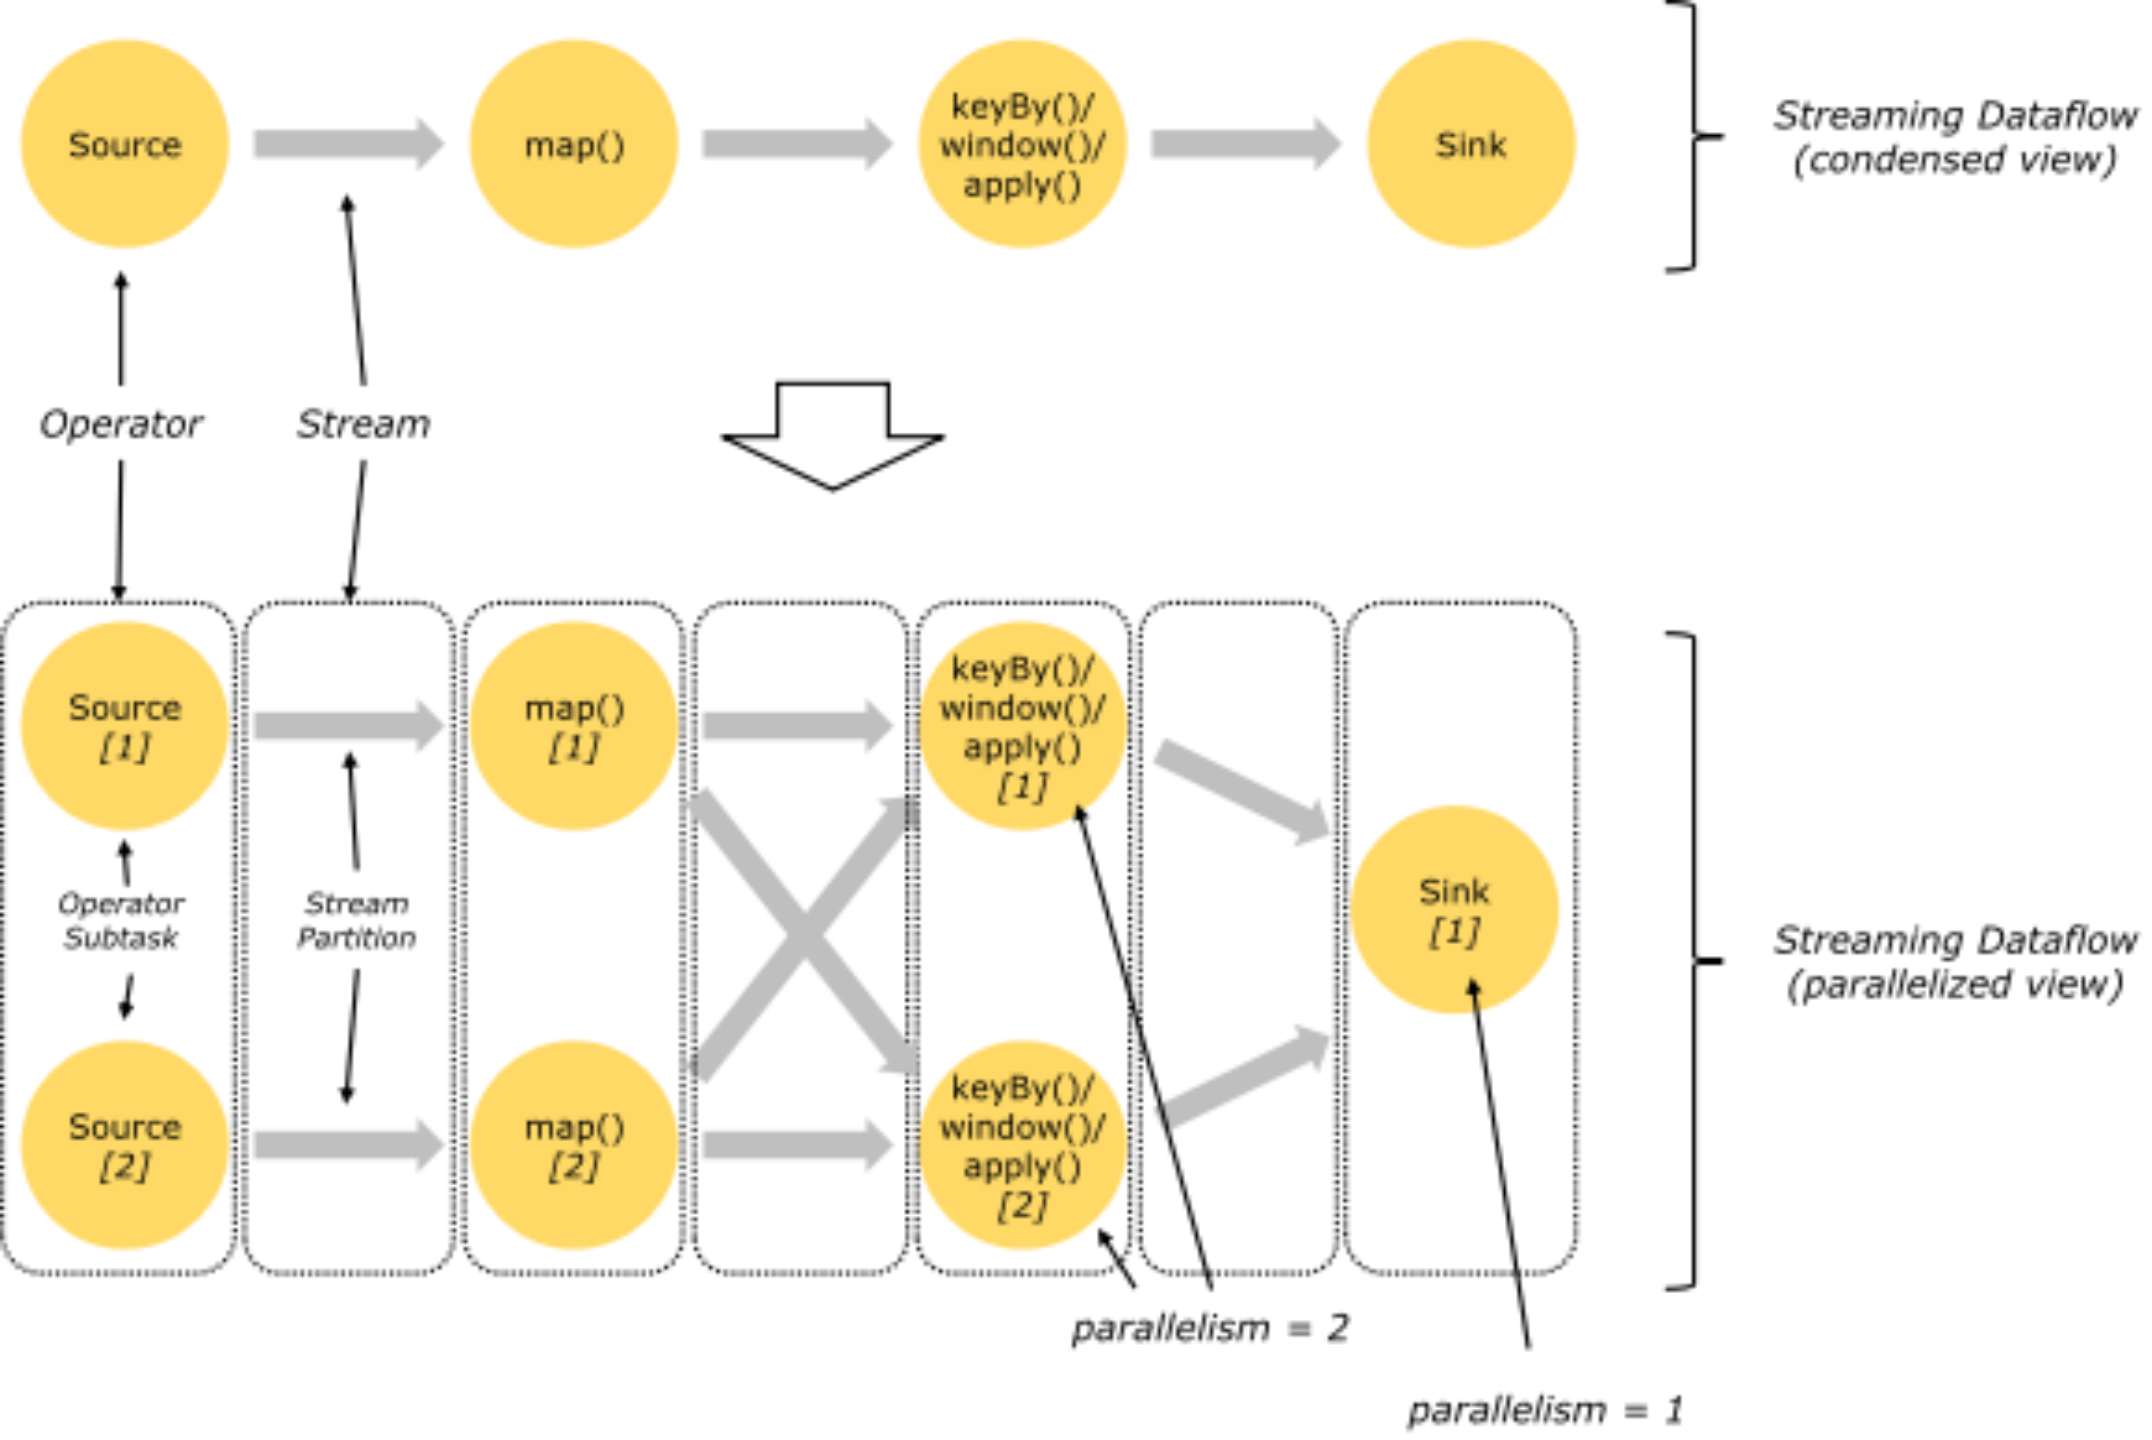 Source
map()
keyBy()/
window()/
apply()
Sink
Streaming Dataflow
(condensed view)
Operator
Stream
Source
[1]
map()
[1]
keyBy()/
window()/
apply()
[1]
Operator
Subtask
Stream
Partition
Sink
[1]
Streaming Dataflow
(parallelized view)
Source
[2]
map()
[2]
keyBy()/
window()/
apply()
[2]
parallelism = 2
parallelism = 1